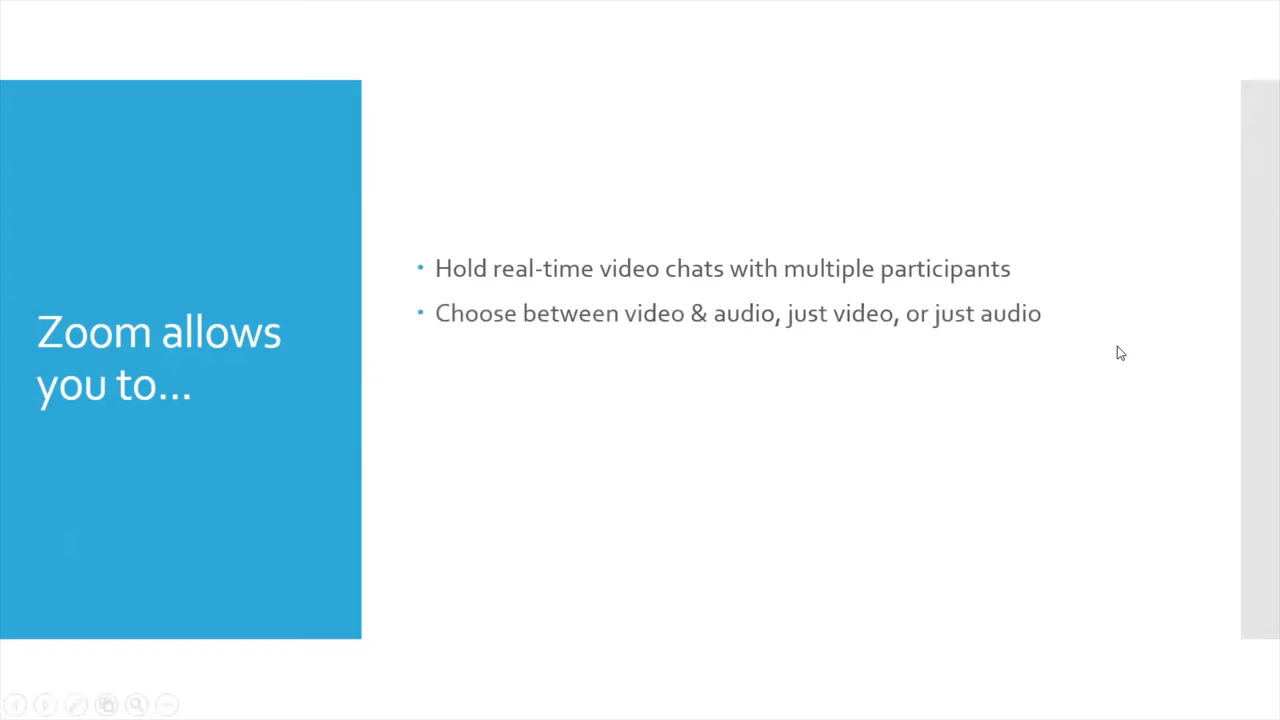 Zoom allows
you to...
• Hold real-time video chats with multiple participants
• Choose between video & audio, just video, or just audio